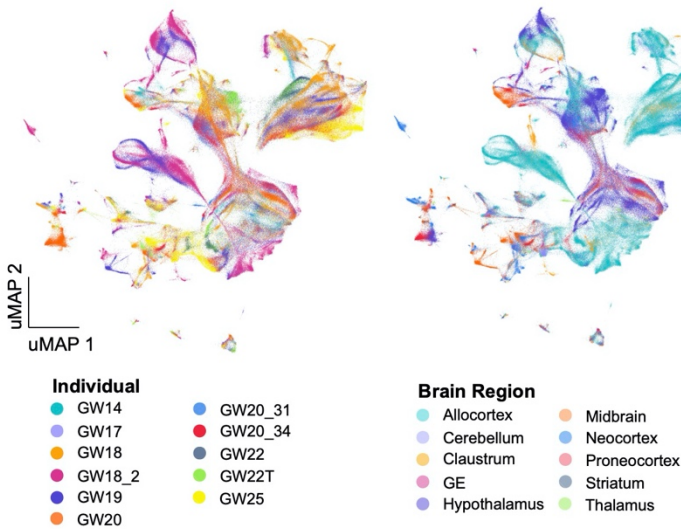 uMAP 2
uMAP 1
Individual
GW14
GW17
GW18
GW18_2
GW19
GW20
GW20_31
GW20_34
GW22
GW22T
GW25
Brain Region
Allocortex
Cerebellum
Claustrum
GE
Hypothalamus
Midbrain
Neocortex
Proneocortex
Striatum
Thalamus